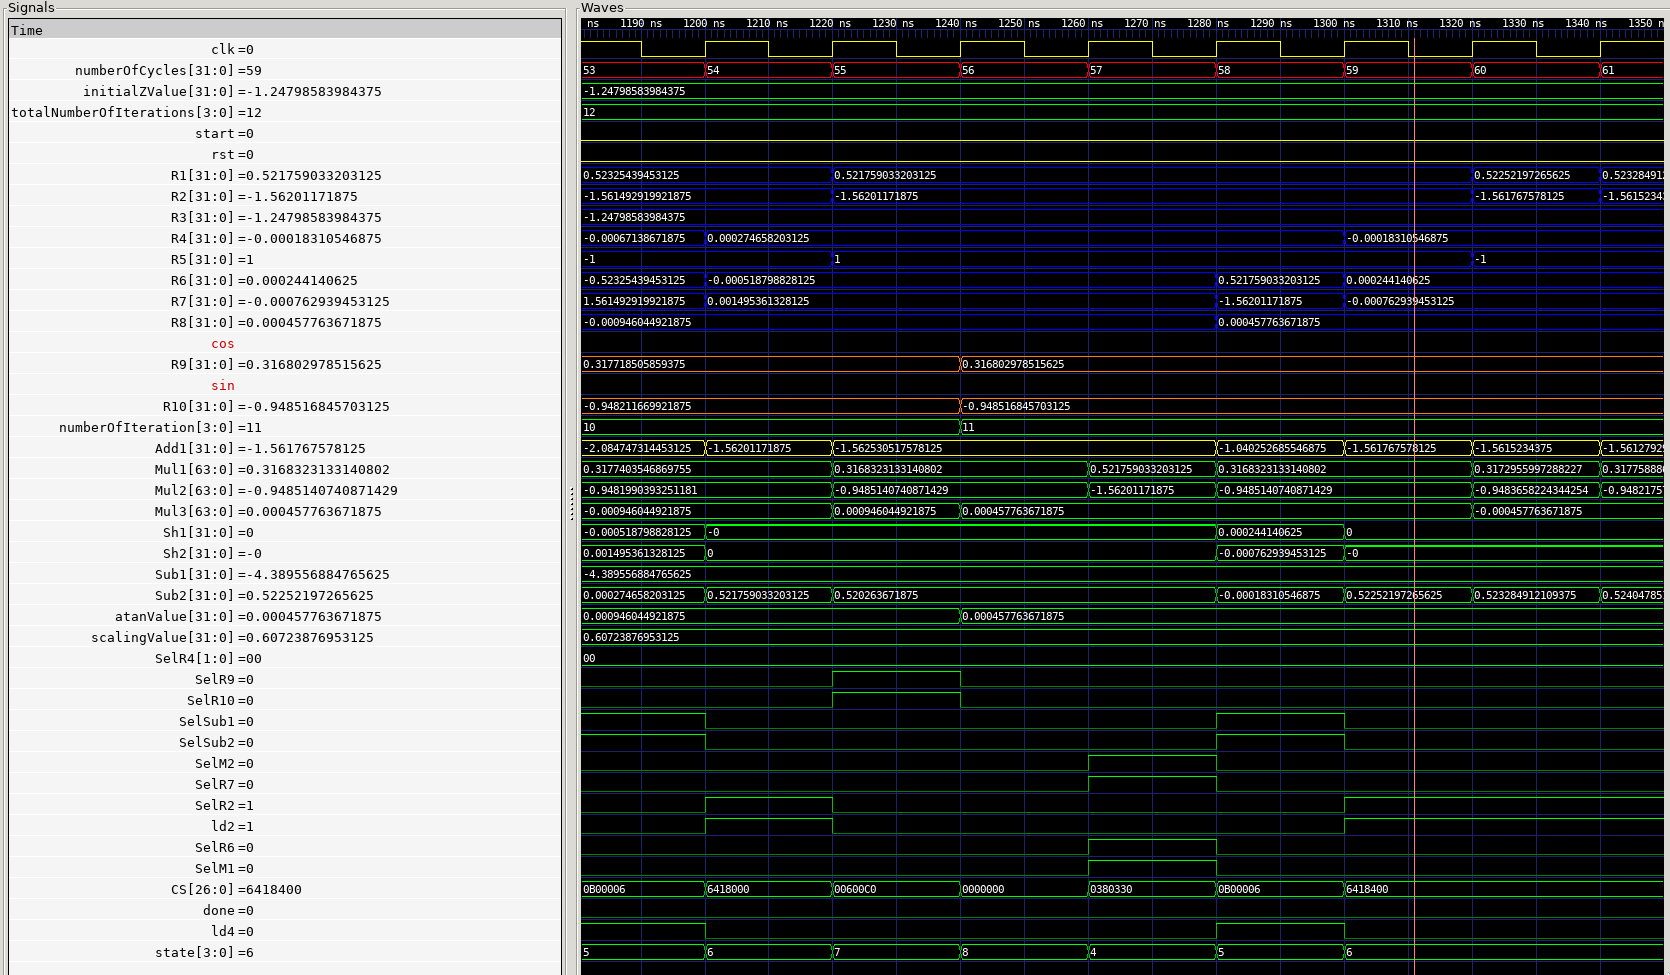 Signals
Waves
Time
ns 1190 ns 1200 ns 1210 ns 1220 ns 1230 ns 1240 ns 1250 ns 1260 ns 1270 ns 1280 ns 1290 ns 1300 ns 1310 ns 1320 ns 1330 ns 1340 ns 1350 n
clk =0
numberOfCycles[31:0] =59 53 54 55 56 57 58 59 60 61
initialZValue[31:0] =-1.24798583984375 -1.24798583984375
totalNumberOfIterations[3:0] =12 12
start =0
rst =0
R1[31:0] =0.521759033203125 0.52325439453125 0.521759033203125 0.52252197265625 0.52328491
R2[31:0] =-1.56201171875 -1.561492919921875 -1.56201171875 -1.561767578125 -1.5615234
R3[31:0] =-1.24798583984375 -1.24798583984375
R4[31:0] =-0.00018310546875 -0.00067138671875 0.000274658203125 -0.00018310546875
R5[31:0] =1 -1 1 -1
R6[31:0] =0.000244140625 -0.52325439453125 -0.000518798828125 0.521759033203125 0.000244140625
R7[31:0] =-0.000762939453125 1.561492919921875 0.001495361328125 -1.56201171875 -0.000762939453125
R8[31:0] =0.000457763671875 -0.000946044921875 0.000457763671875
cos
R9[31:0] =0.316802978515625 0.317718505859375 0.316802978515625
sin
R10[31:0] =-0.948516845703125 -0.948211669921875 -0.948516845703125
numberOfIteration[3:0] =11 10 11
Add1[31:0] =-1.561767578125 -2.084747314453125 -1.56201171875 -1.562530517578125 -1.040252685546875 -1.561767578125 -1.5615234375 -1.5612792
Mul1[63:0] =0.3168323133140802 0.3177403546869755 0.3168323133140802 0.521759033203125 0.3168323133140802 0.3172955997288227 0.31775888
Mul2[63:0] =-0.9485140740871429 -0.9481990393251181 -0.9485140740871429 -1.56201171875 -0.9485140740871429 -0.9483658224344254 -0.9482175
Mul3[63:0] =0.000457763671875 -0.000946044921875 0.000946044921875 0.000457763671875 -0.000457763671875
Sh1[31:0] =0 -0.000518798828125 -0 0.000244140625 0
Sh2[31:0] =-0 0.001495361328125 0 -0.000762939453125 -0
Sub1[31:0] =-4.389556884765625 -4.389556884765625
Sub2[31:0] =0.52252197265625 0.000274658203125 0.521759033203125 0.520263671875 -0.00018310546875 0.52252197265625 0.523284912109375 0.5240478
atanValue[31:0] =0.000457763671875 0.000946044921875 0.000457763671875
scalingValue[31:0] =0.60723876953125 0.60723876953125
SelR4[1:0] =00 00
SelR9 =0
SelR10 =0
SelSub1 =0
SelSub2 =0
SelM2 =0
SelR7 =0
SelR2 =1
ld2 =1
SelR6 =0
SelM1 =0
CS[26:0] =6418400 0B00006 6418000 00600C0 0000000 0380330 0B00006 6418400
done =0
ld4 =0
state[3:0] =6 5 6 7 8 4 5 6